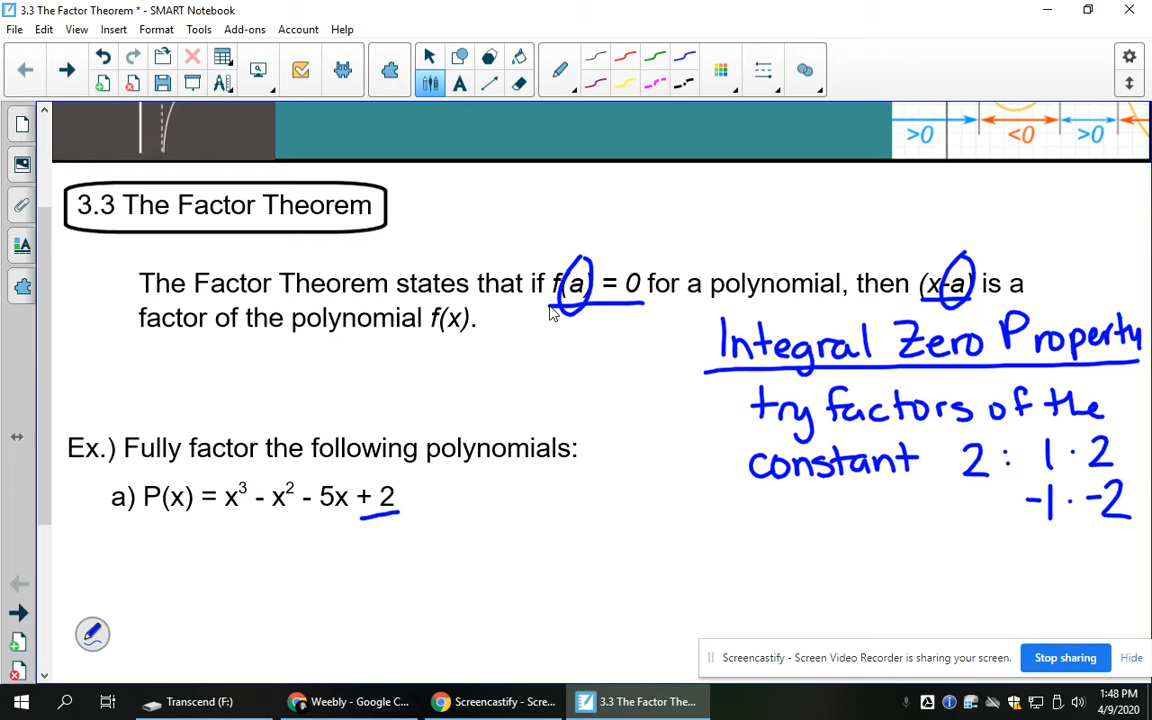 3.3 The Factor Theorem * - SMART Notebook
File Edit View Insert Format Tools Add-ons Account Help
>0 <0 >0
3.3 The Factor Theorem
The Factor Theorem states that if f(a) = 0 for a polynomial, then (x-a) is a
factor of the polynomial f(x).
Integral Zero Property
try factors of the
constant 2 : 1 · 2
-1 · -2
Ex.) Fully factor the following polynomials:
a) P(x) = x³ - x² - 5x + 2
Screencastify - Screen Video Recorder is sharing your screen. Stop sharing Hide
Transcend (F:) Weebly - Google C... Screencastify - Scre... 3.3 The Factor The...
1:48 PM
4/9/2020